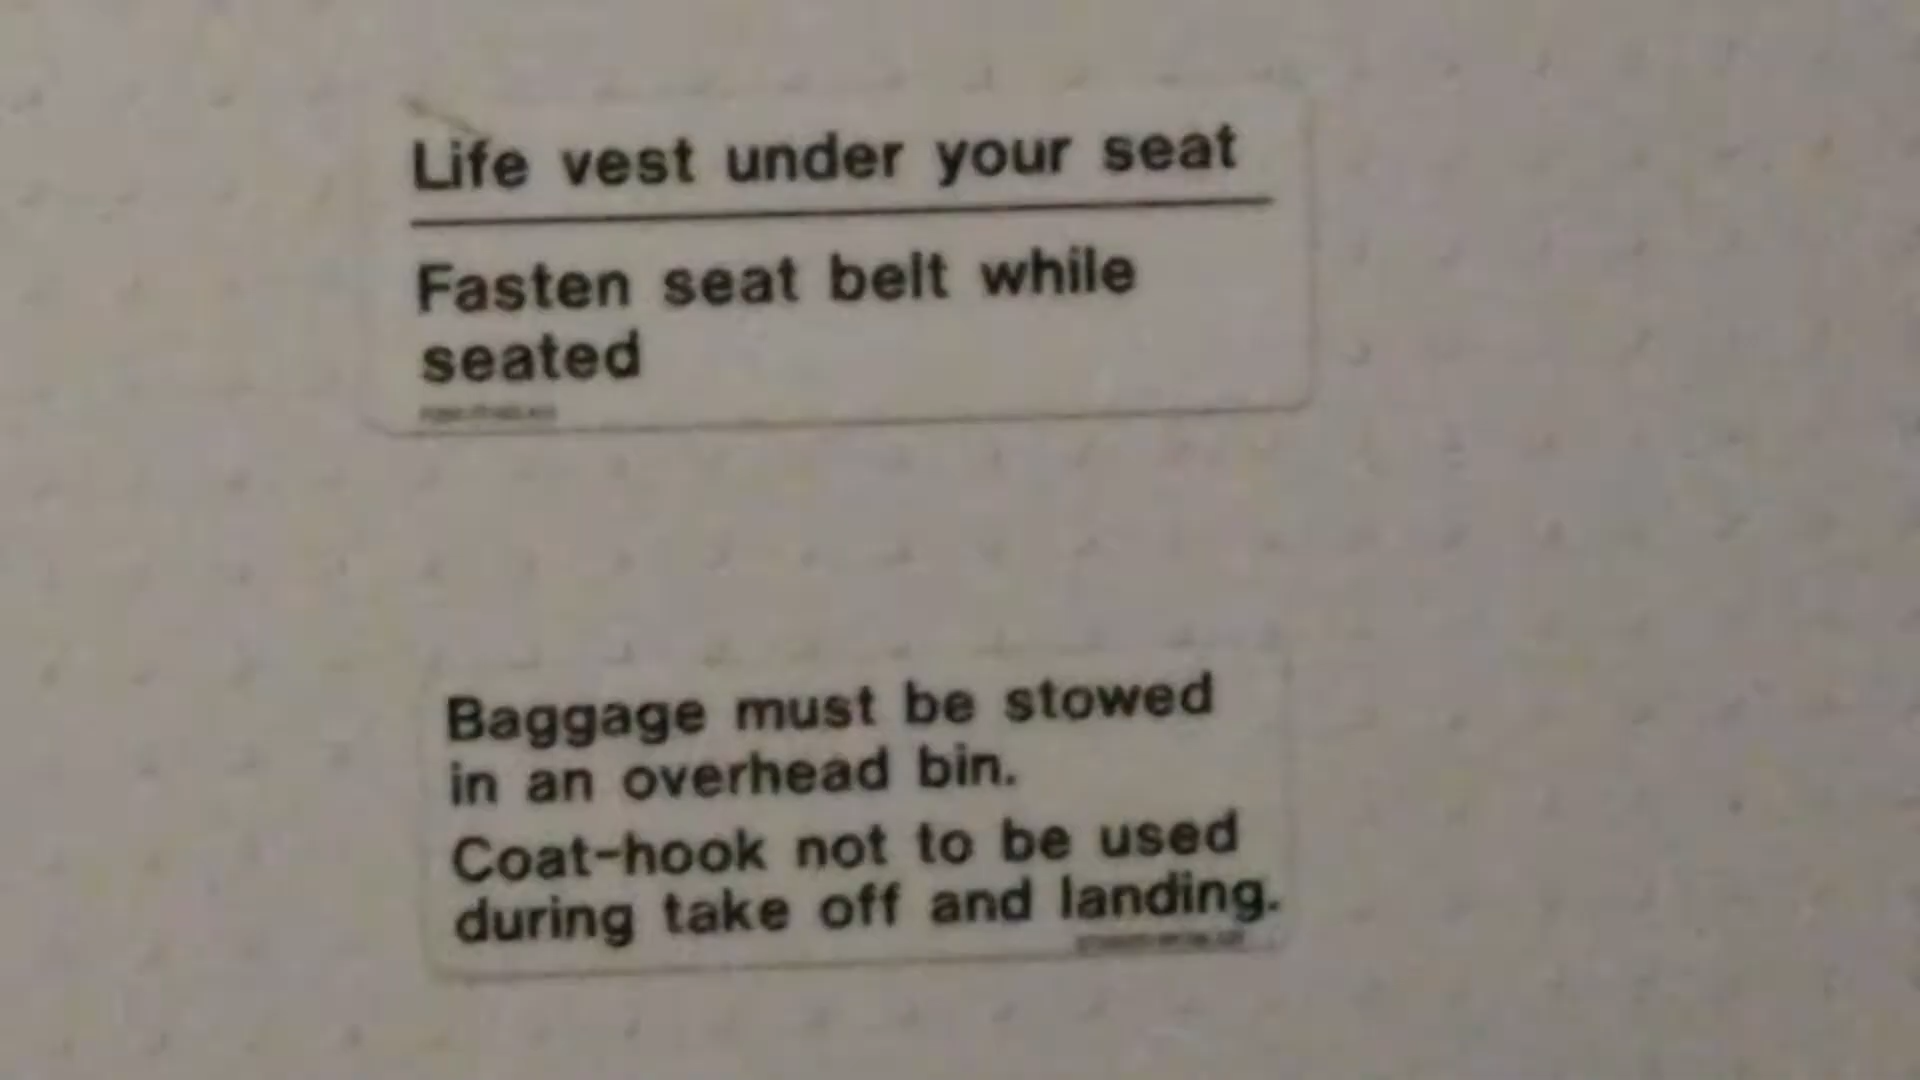 Life vest under your seat
Fasten seat belt while
seated
Baggage must be stowed
in an overhead bin.
Coat-hook not to be used
during take off and landing.